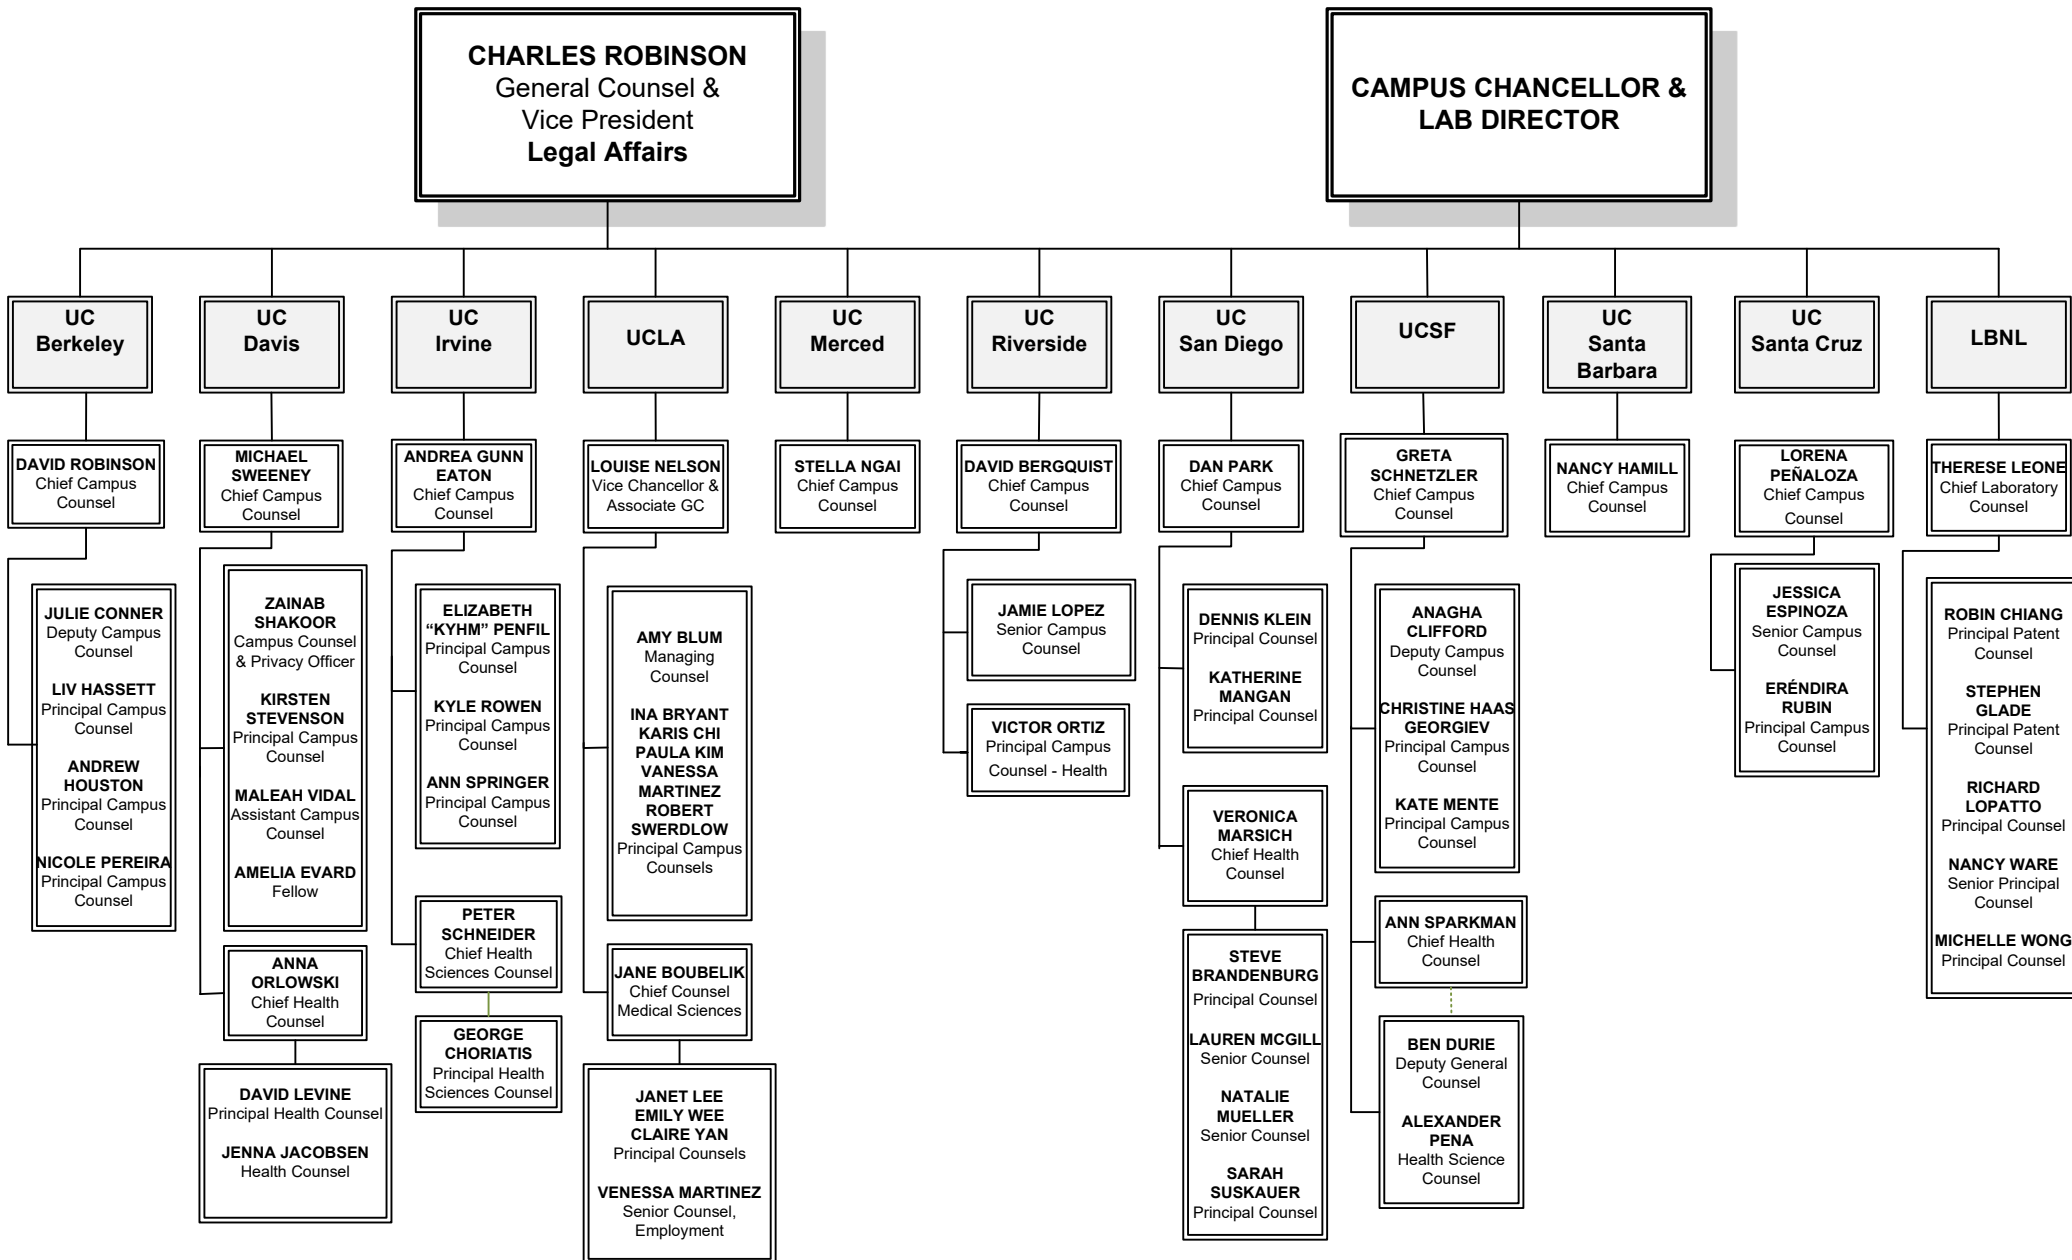 CHARLES ROBINSON
General Counsel &
Vice President
Legal Affairs
CAMPUS CHANCELLOR &
LAB DIRECTOR
UC
Berkeley
UC
Davis
UC
Irvine
UCLA
UC
Merced
UC
Riverside
UC
San Diego
UCSF
UC
Santa
Barbara
UC
Santa Cruz
LBNL
DAVID ROBINSON
Chief Campus
Counsel
MICHAEL
SWEENEY
Chief Campus
Counsel
ANDREA GUNN
EATON
Chief Campus
Counsel
LOUISE NELSON
Vice Chancellor &
Associate GC
STELLA NGAI
Chief Campus
Counsel
DAVID BERGQUIST
Chief Campus
Counsel
DAN PARK
Chief Campus
Counsel
GRETA
SCHNETZLER
Chief Campus
Counsel
NANCY HAMILL
Chief Campus
Counsel
LORENA
PEÑALOZA
Chief Campus
Counsel
THERESE LEONE
Chief Laboratory
Counsel
JULIE CONNER
Deputy Campus
Counsel
LIV HASSETT
Principal Campus
Counsel
ANDREW
HOUSTON
Principal Campus
Counsel
NICOLE PEREIRA
Principal Campus
Counsel
ZAINAB
SHAKOOR
Campus Counsel
& Privacy Officer
KIRSTEN
STEVENSON
Principal Campus
Counsel
MALEAH VIDAL
Assistant Campus
Counsel
AMELIA EVARD
Fellow
ANNA
ORLOWSKI
Chief Health
Counsel
DAVID LEVINE
Principal Health Counsel
JENNA JACOBSEN
Health Counsel
ELIZABETH
“KYHM” PENFIL
Principal Campus
Counsel
KYLE ROWEN
Principal Campus
Counsel
ANN SPRINGER
Principal Campus
Counsel
PETER
SCHNEIDER
Chief Health
Sciences Counsel
GEORGE
CHORIATIS
Principal Health
Sciences Counsel
AMY BLUM
Managing
Counsel
INA BRYANT
KARIS CHI
PAULA KIM
VANESSA
MARTINEZ
ROBERT
SWERDLOW
Principal Campus
Counsels
JANE BOUBELIK
Chief Counsel
Medical Sciences
JANET LEE
EMILY WEE
CLAIRE YAN
Principal Counsels
VENESSA MARTINEZ
Senior Counsel,
Employment
JAMIE LOPEZ
Senior Campus
Counsel
VICTOR ORTIZ
Principal Campus
Counsel - Health
DENNIS KLEIN
Principal Counsel
KATHERINE
MANGAN
Principal Counsel
VERONICA
MARSICH
Chief Health
Counsel
STEVE
BRANDENBURG
Principal Counsel
LAUREN MCGILL
Senior Counsel
NATALIE
MUELLER
Senior Counsel
SARAH
SUSKAUER
Principal Counsel
ANAGHA
CLIFFORD
Deputy Campus
Counsel
CHRISTINE HAAS
GEORGIEV
Principal Campus
Counsel
KATE MENTE
Principal Campus
Counsel
ANN SPARKMAN
Chief Health
Counsel
BEN DURIE
Deputy General
Counsel
ALEXANDER
PENA
Health Science
Counsel
JESSICA
ESPINOZA
Senior Campus
Counsel
ERÉNDIRA
RUBIN
Principal Campus
Counsel
ROBIN CHIANG
Principal Patent
Counsel
STEPHEN
GLADE
Principal Patent
Counsel
RICHARD
LOPATTO
Principal Counsel
NANCY WARE
Senior Principal
Counsel
MICHELLE WONG
Principal Counsel